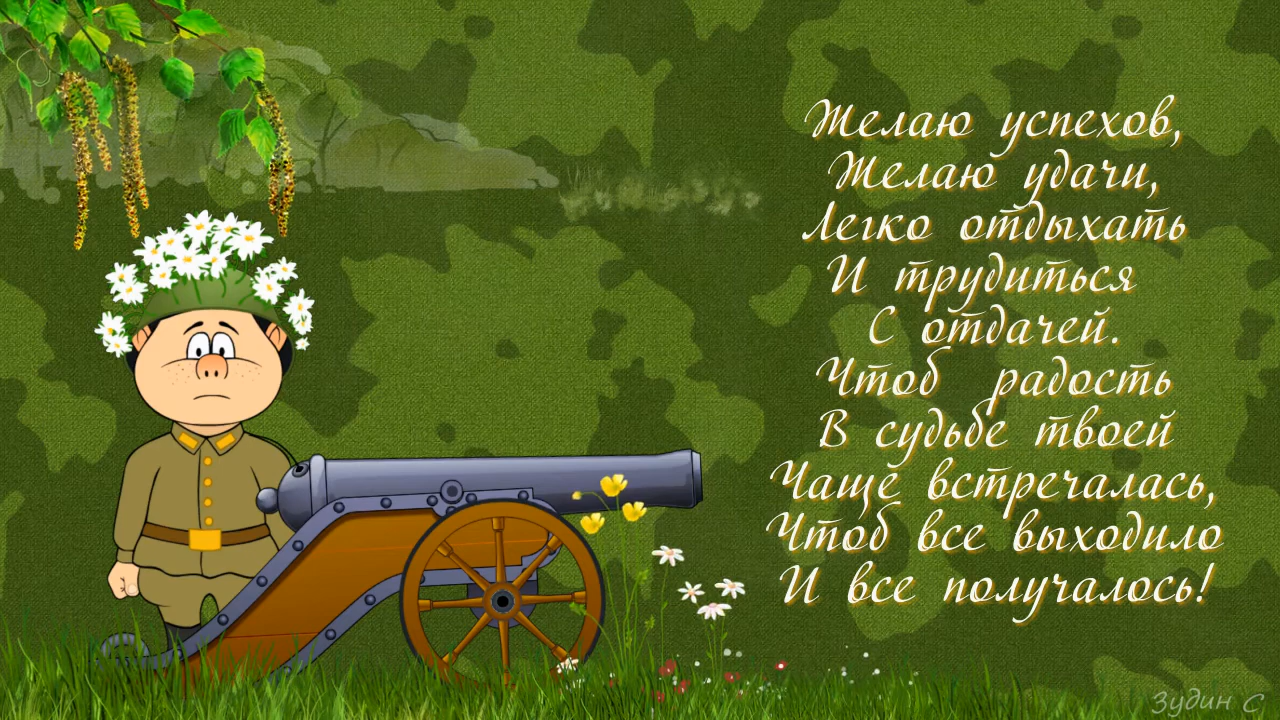 Желаю успехов,
Желаю удачи,
Легко отдыхать
И трудиться
С отдачей.
Чтоб радость
В судьбе твоей
Чаще встречалась,
Чтоб все выходило
И все получалось!
Зудин С